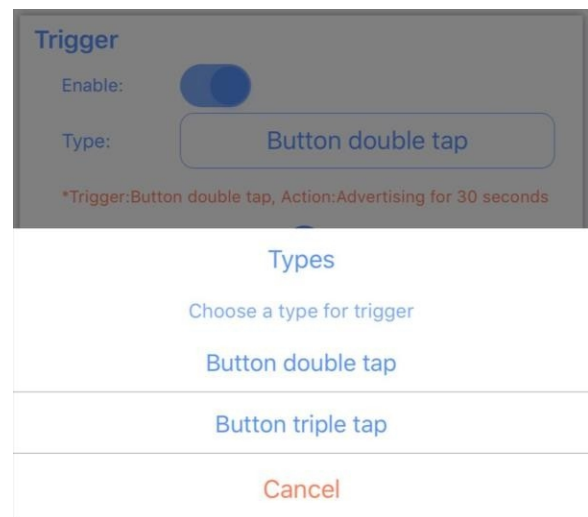 Trigger
Enable:
Type: Button double tap
*Trigger:Button double tap, Action:Advertising for 30 seconds
Types
Choose a type for trigger
Button double tap
Button triple tap
Cancel